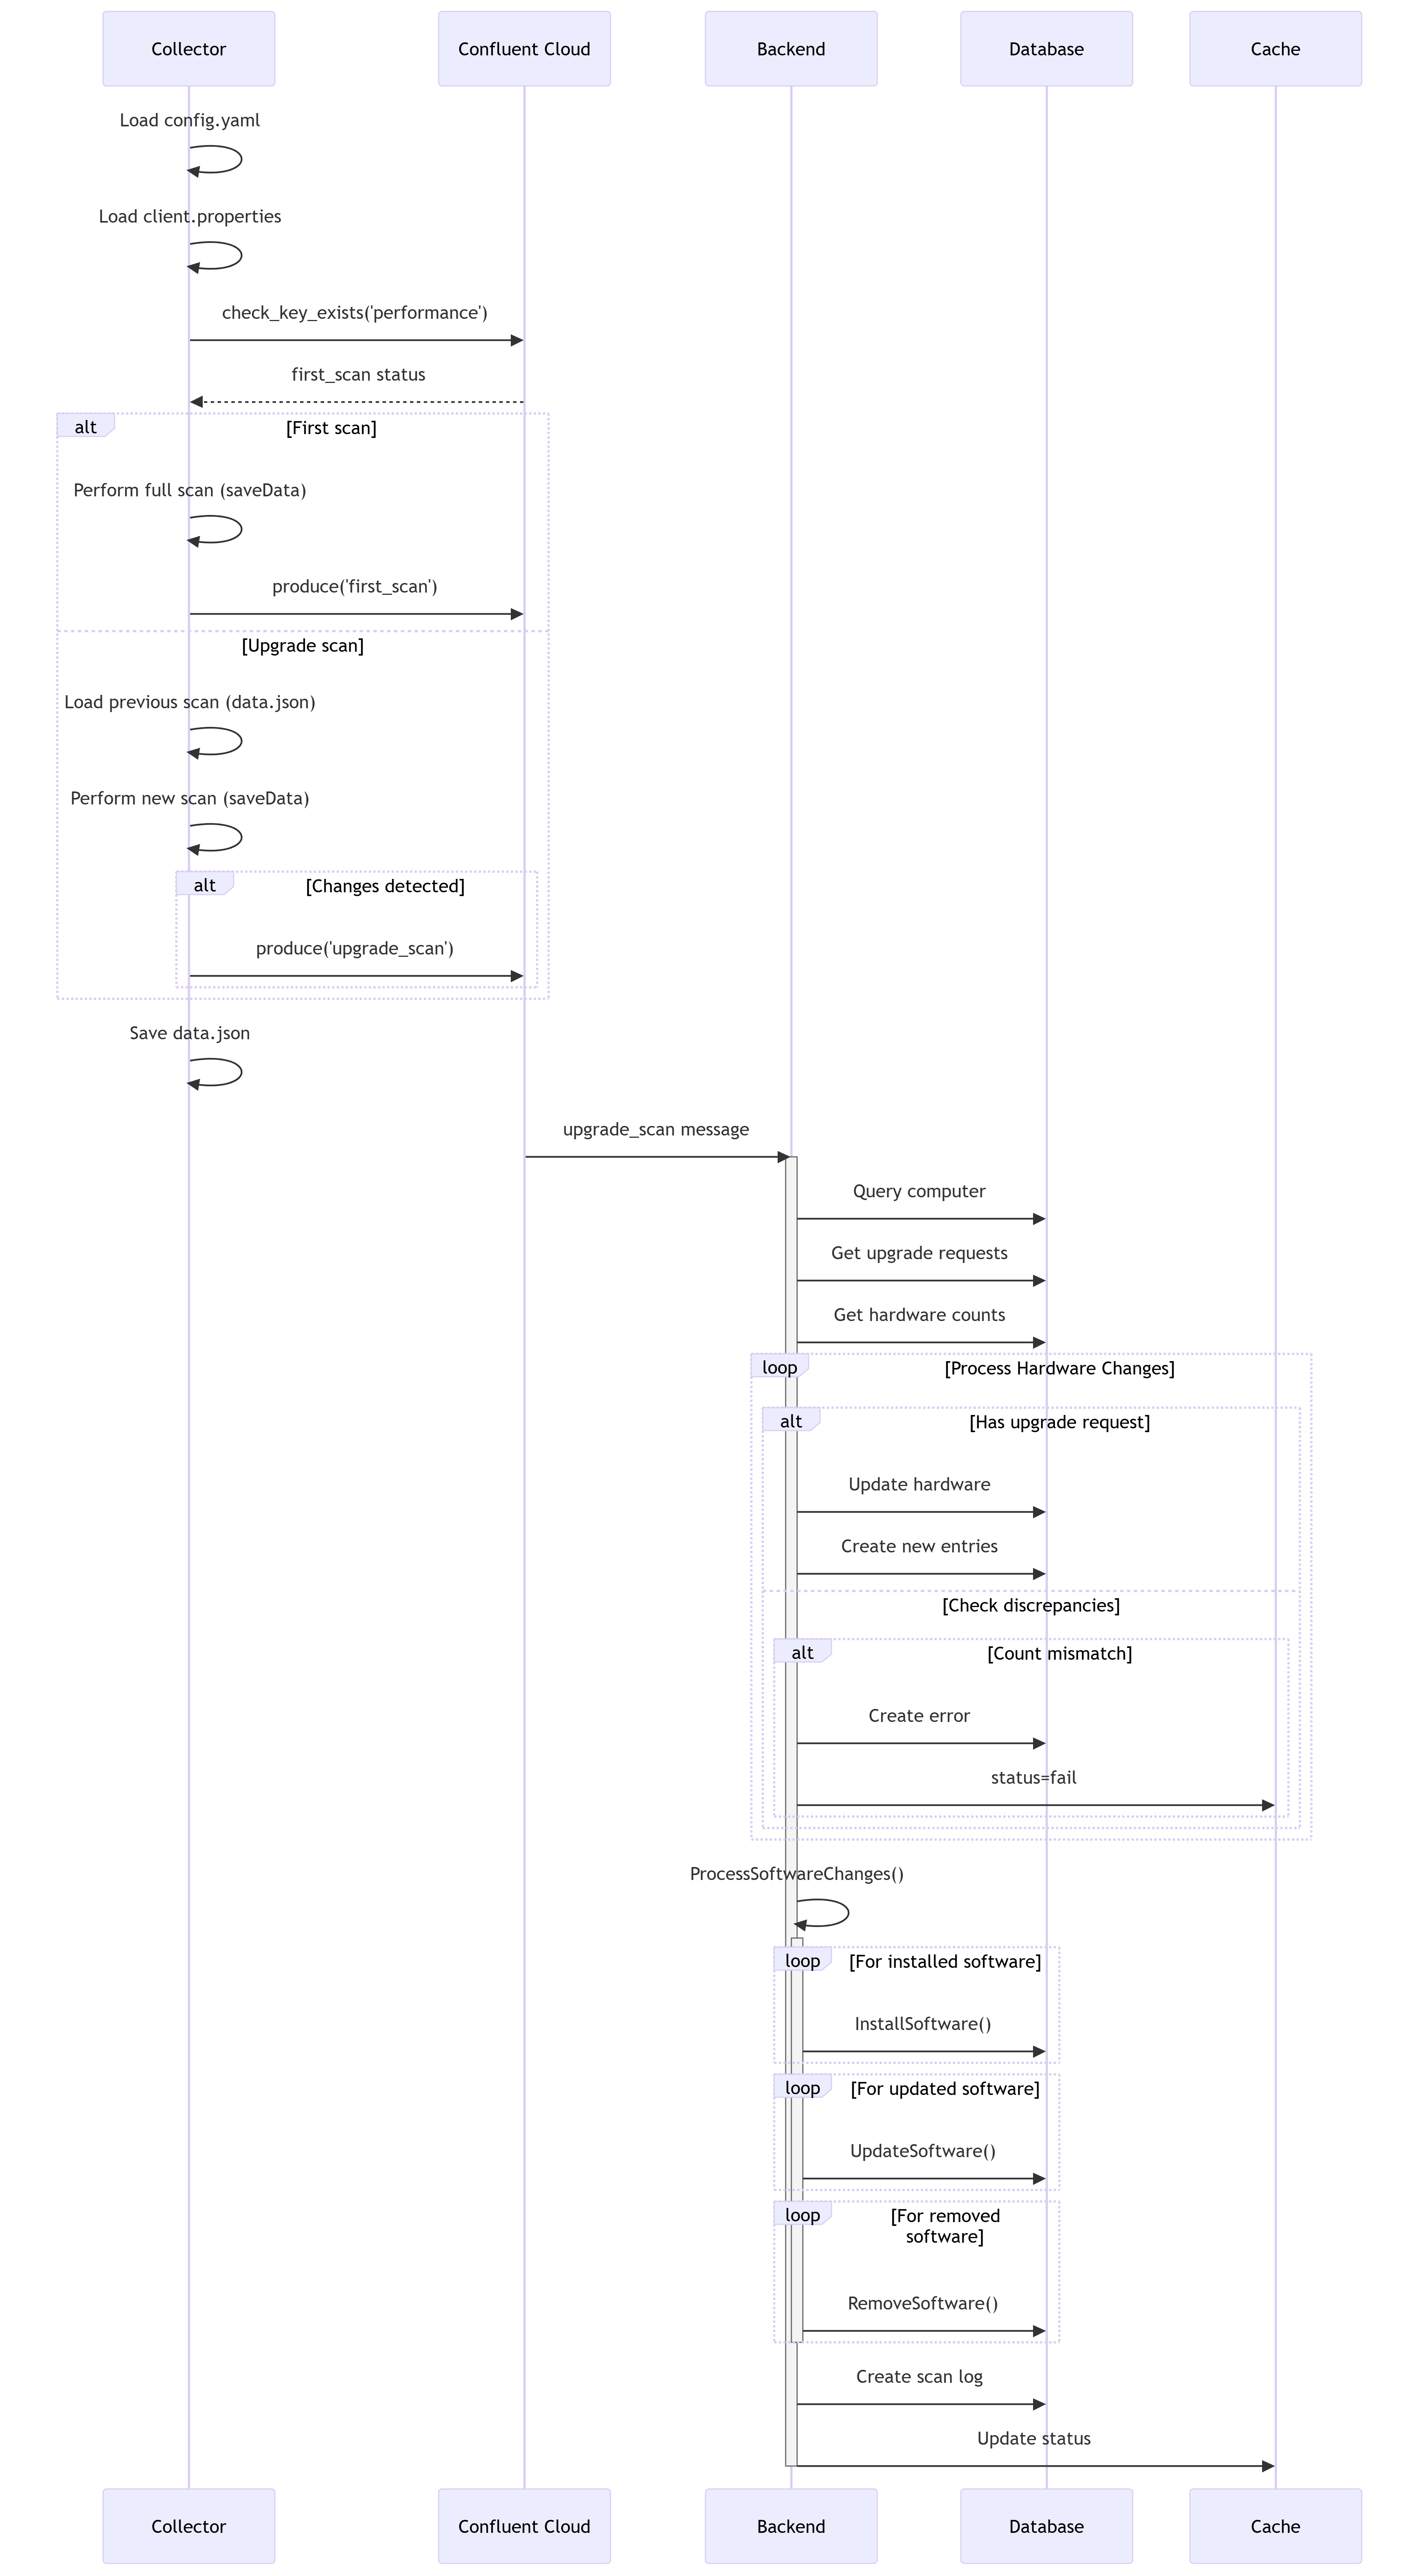 Collector
Confluent Cloud
Backend
Database
Cache
Load config.yaml
Load client.properties
check_key_exists('performance')
first_scan status
alt
[First scan]
Perform full scan (saveData)
produce('first_scan')
[Upgrade scan]
Load previous scan (data.json)
Perform new scan (saveData)
alt
[Changes detected]
produce('upgrade_scan')
Save data.json
upgrade_scan message
Query computer
Get upgrade requests
Get hardware counts
loop
[Process Hardware Changes]
alt
[Has upgrade request]
Update hardware
Create new entries
[Check discrepancies]
alt
[Count mismatch]
Create error
status=fail
ProcessSoftwareChanges()
loop
[For installed software]
InstallSoftware()
loop
[For updated software]
UpdateSoftware()
loop
[For removed
software]
RemoveSoftware()
Create scan log
Update status
Collector
Confluent Cloud
Backend
Database
Cache